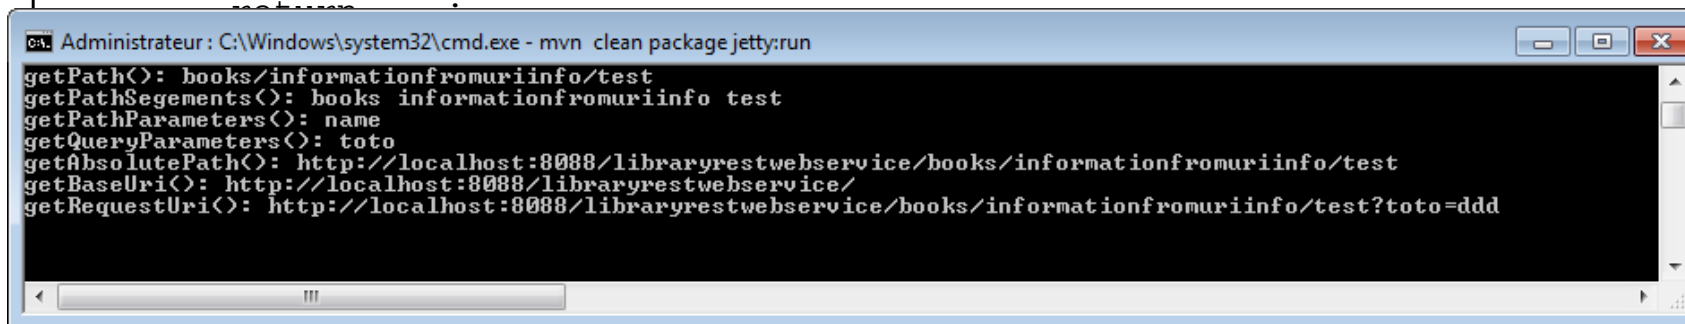 return
Administrateur : C:\Windows\system32\cmd.exe - mvn clean package jetty:run
getPath(): books/informationfromuriinfo/test
getPathSegements(): books informationfromuriinfo test
getPathParameters(): name
getQueryParameters(): toto
getAbsolutePath(): http://localhost:8088/libraryrestwebservice/books/informationfromuriinfo/test
getBaseUri(): http://localhost:8088/libraryrestwebservice/
getRequestUri(): http://localhost:8088/libraryrestwebservice/books/informationfromuriinfo/test?toto=ddd